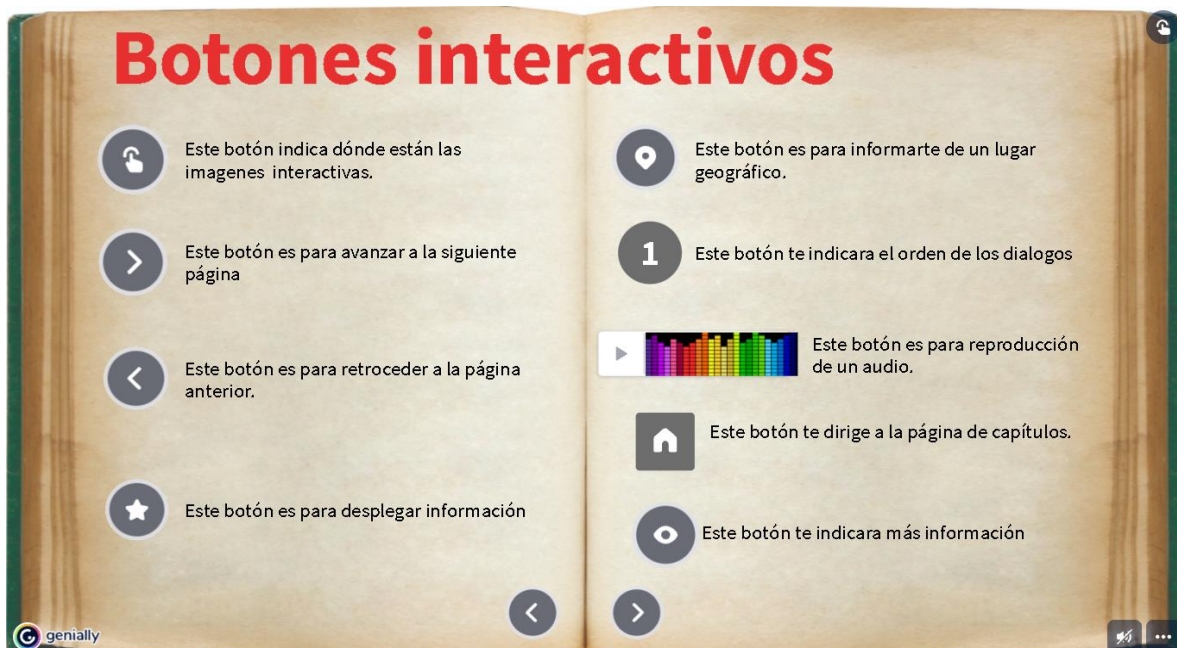 Botones interactivos
Este botón indica dónde están las
imagenes interactivas.
Este botón es para avanzar a la siguiente
página
Este botón es para retroceder a la página
anterior.
Este botón es para desplegar información
Este botón es para informarte de un lugar
geográfico.
1
Este botón te indicara el orden de los dialogos
Este botón es para reproducción
de un audio.
Este botón te dirige a la página de capítulos.
Este botón te indicara más información
genially